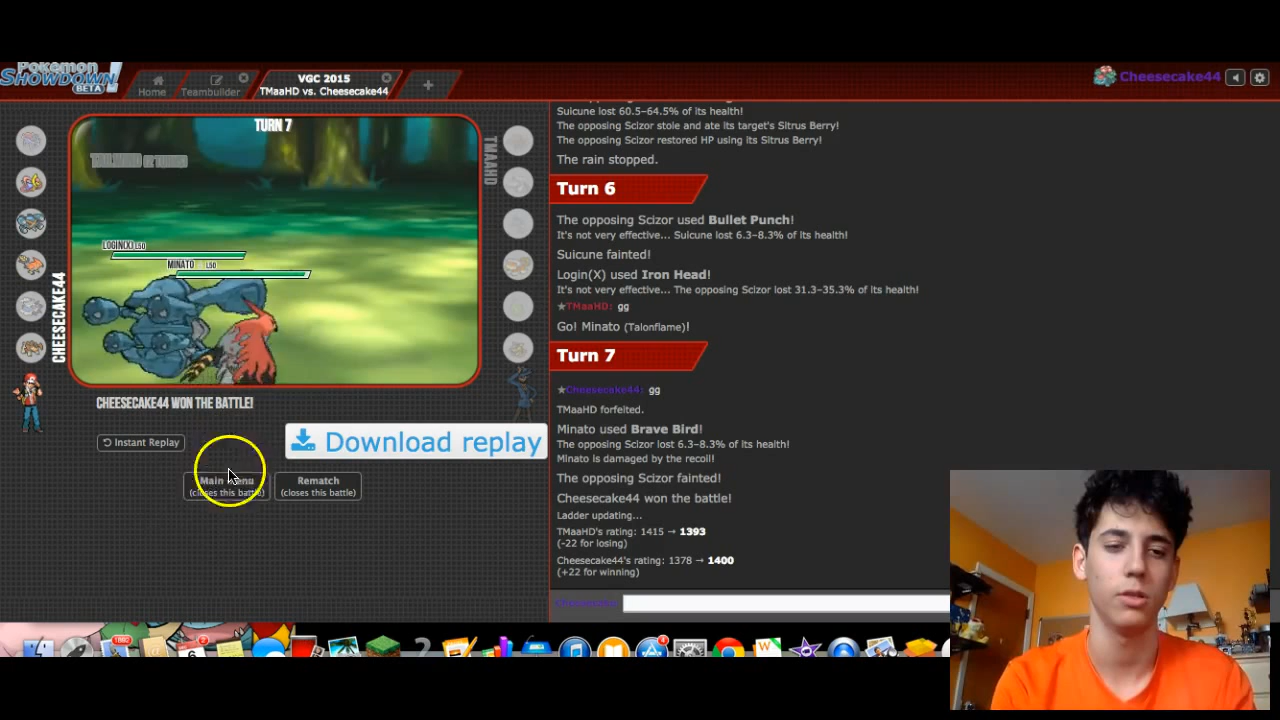 Pokémon
SHOWDOWN!
BETA
Home
Teambuilder
VGC 2015
TMaaHD vs. Cheesecake44
Cheesecake44
TURN 7
TMAAHD
LOGIN(X) L50
MINATO L50
CHEESECAKE44
CHEESECAKE44 WON THE BATTLE!
Instant Replay
Download replay
Main Menu
(closes this battle)
Rematch
(closes this battle)
Suicune lost 60.5–64.5% of its health!
The opposing Scizor stole and ate its target's Sitrus Berry!
The opposing Scizor restored HP using its Sitrus Berry!
The rain stopped.
Turn 6
The opposing Scizor used Bullet Punch!
It's not very effective... Suicune lost 6.3–8.3% of its health!
Suicune fainted!
Login(X) used Iron Head!
It's not very effective... The opposing Scizor lost 31.3–35.3% of its health!
★TMaaHD: gg
Go! Minato (Talonflame)!
Turn 7
★Cheesecake44: gg
TMaaHD forfeited.
Minato used Brave Bird!
The opposing Scizor lost 6.3–8.3% of its health!
Minato is damaged by the recoil!
The opposing Scizor fainted!
Cheesecake44 won the battle!
Ladder updating...
TMaaHD's rating: 1415 → 1393
(-22 for losing)
Cheesecake44's rating: 1378 → 1400
(+22 for winning)